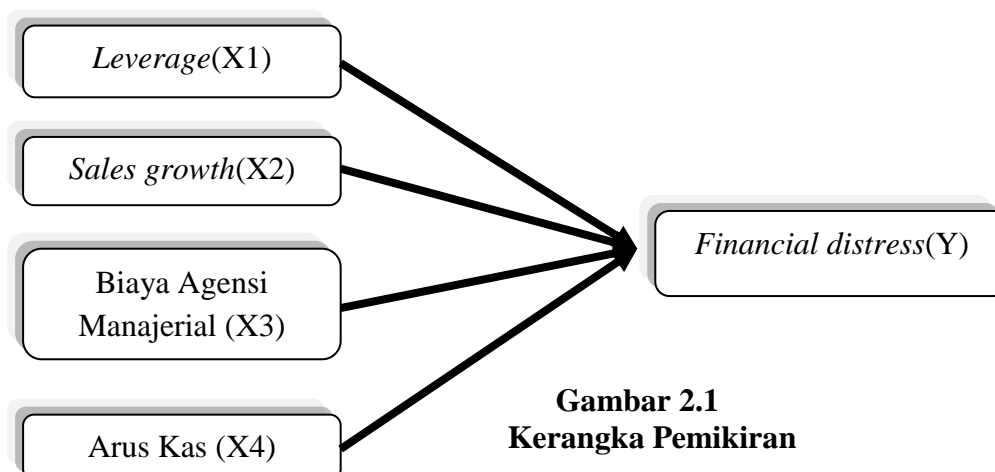 Leverage(X1)
Sales growth(X2)
Biaya Agensi
Manajerial (X3)
Arus Kas (X4)
Financial distress(Y)
Gambar 2.1
Kerangka Pemikiran